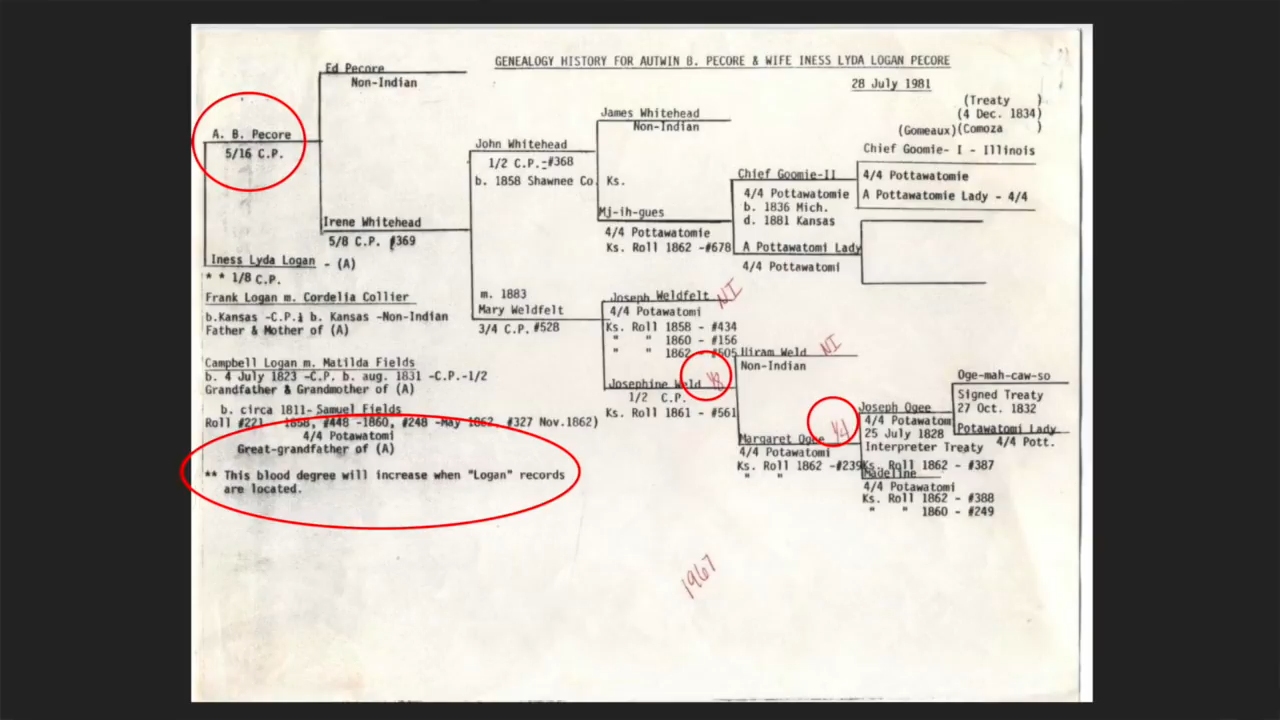 GENEALOGY HISTORY FOR AUTWIN B. PECORE & WIFE INESS LYDA LOGAN PECORE
28 July 1981
Ed Pecore
Non-Indian
A. B. Pecore
5/16 C.P.
Irene Whitehead
5/8 C.P. #369
Iness Lyda Logan - (A)
* * 1/8 C.P.
Frank Logan m. Cordelia Collier
b.Kansas -C.P.; b. Kansas -Non-Indian
Father & Mother of (A)
Campbell Logan m. Matilda Fields
b. 4 July 1823 -C.P. b. aug. 1831 -C.P.-1/2
Grandfather & Grandmother of (A)
b. circa 1811- Samuel Fields
Roll #221 - 1858, #448 -1860, #248 -May 1862, #327 Nov.1862)
4/4 Potawatomi
Great-grandfather of (A)
** This blood degree will increase when "Logan" records
are located.
John Whitehead
1/2 C.P.-#368
b. 1858 Shawnee Co. Ks.
m. 1883
Mary Weldfelt
3/4 C.P. #528
James Whitehead
Non-Indian
Mj-ih-gues
4/4 Pottawatomie
Ks. Roll 1862 -#678
Joseph Weldfelt
NI
4/4 Potawatomi
Ks. Roll 1858 - #434
" " 1860 - #156
" " 1862 - #505
Josephine Weld
1/8
1/2 C.P.
Ks. Roll 1861 - #561
Chief Goomie-II
4/4 Pottawatomie
b. 1836 Mich.
d. 1881 Kansas
A Pottawatomi Lady
4/4 Pottawatomi
Hiram Weld
NI
Non-Indian
Margaret Ogee
1/4
4/4 Potawatomi
Ks. Roll 1862 -#239
" "
(Treaty )
(4 Dec. 1834)
(Gomeaux)(Comoza )
Chief Goomie- I - Illinois
4/4 Pottawatomie
A Potawatomie Lady - 4/4
Joseph Ogee
4/4 Potawatom
25 July 1828
Interpreter Treaty
Ks. Roll 1862 - #387
Madeline
4/4 Potawatomi
Ks. Roll 1862 - #388
" " 1860 - #249
Oge-mah-caw-so
Signed Treaty
27 Oct. 1832
Potawatomi Lady
4/4 Pott.
1967